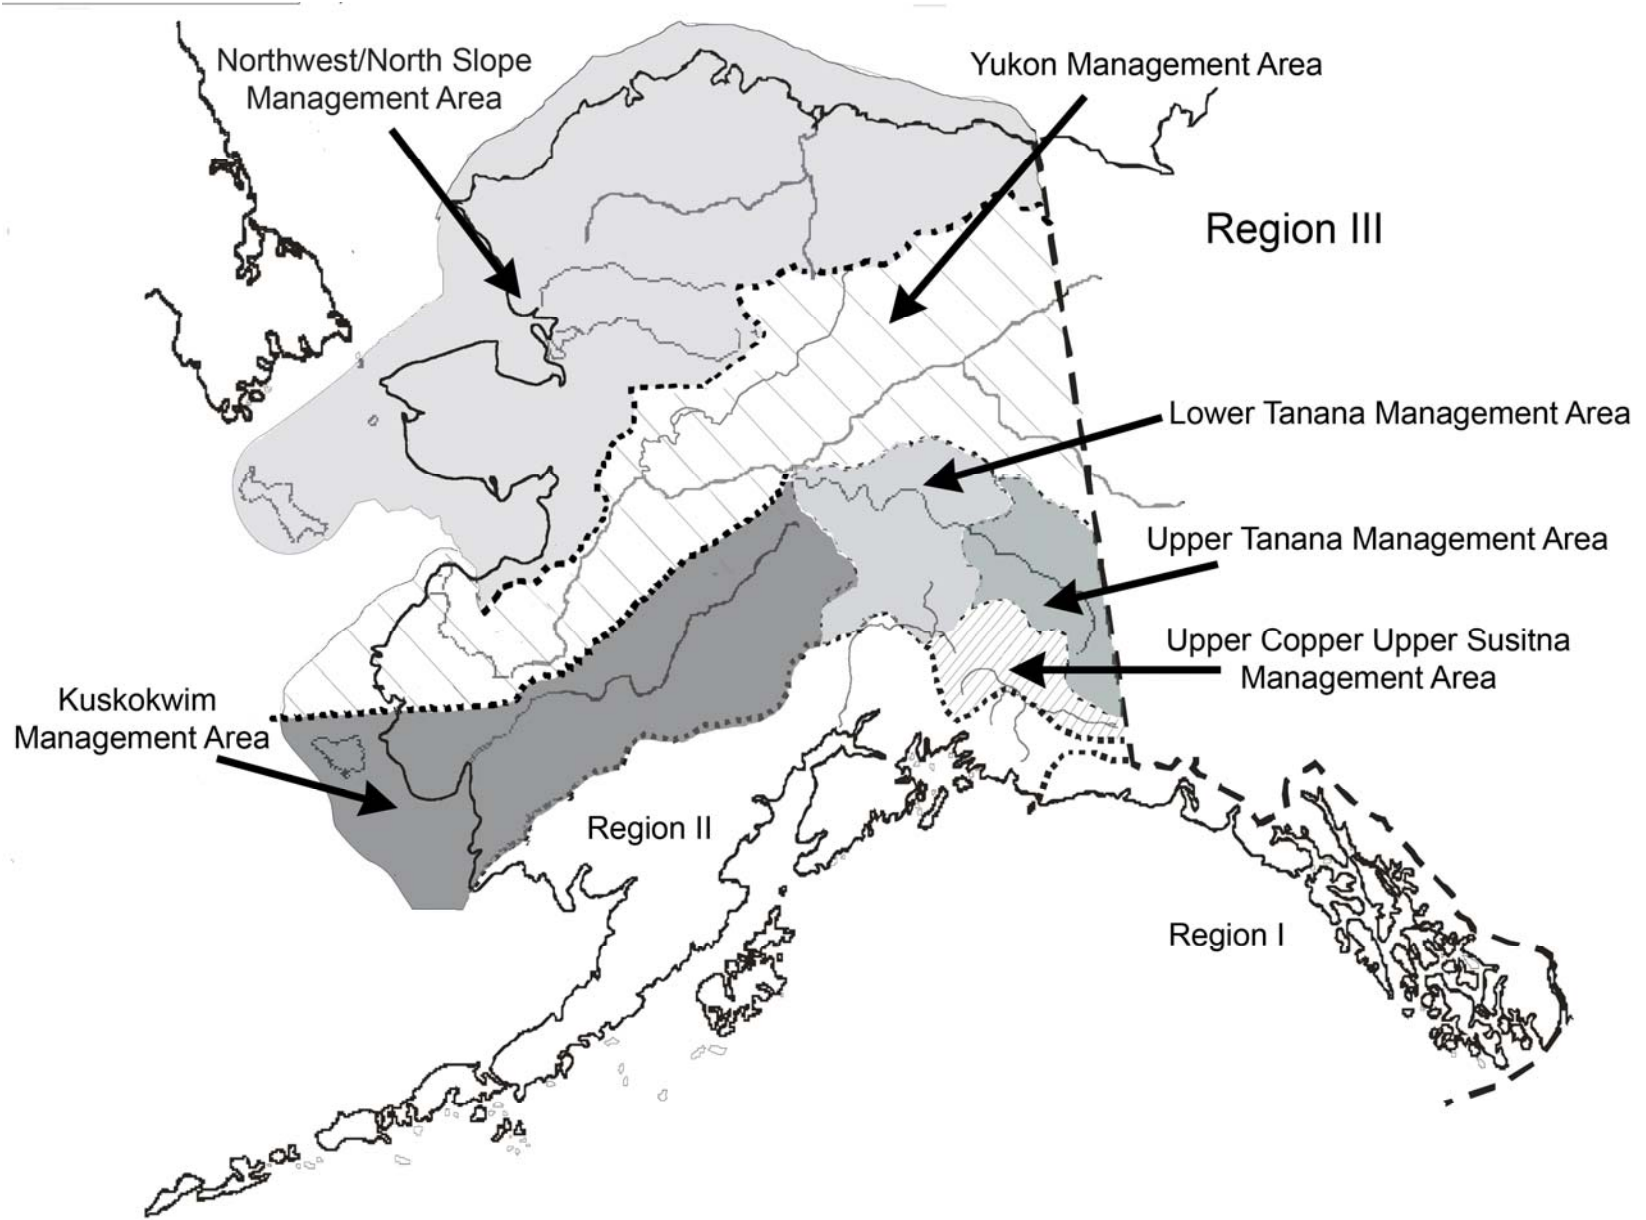 Northwest/North Slope
Management Area
Yukon Management Area
Region III
Lower Tanana Management Area
Upper Tanana Management Area
Upper Copper Upper Susitna
Management Area
Kuskokwim
Management Area
Region II
Region I